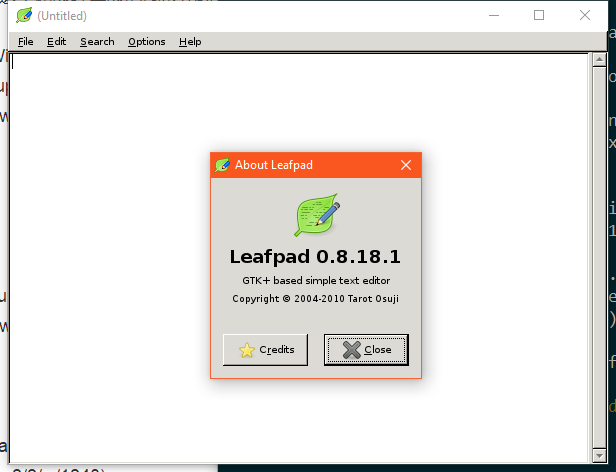 (Untitled)
File Edit Search Options Help
About Leafpad
Leafpad 0.8.18.1
GTK+ based simple text editor
Copyright © 2004-2010 Tarot Osuji
Credits Close